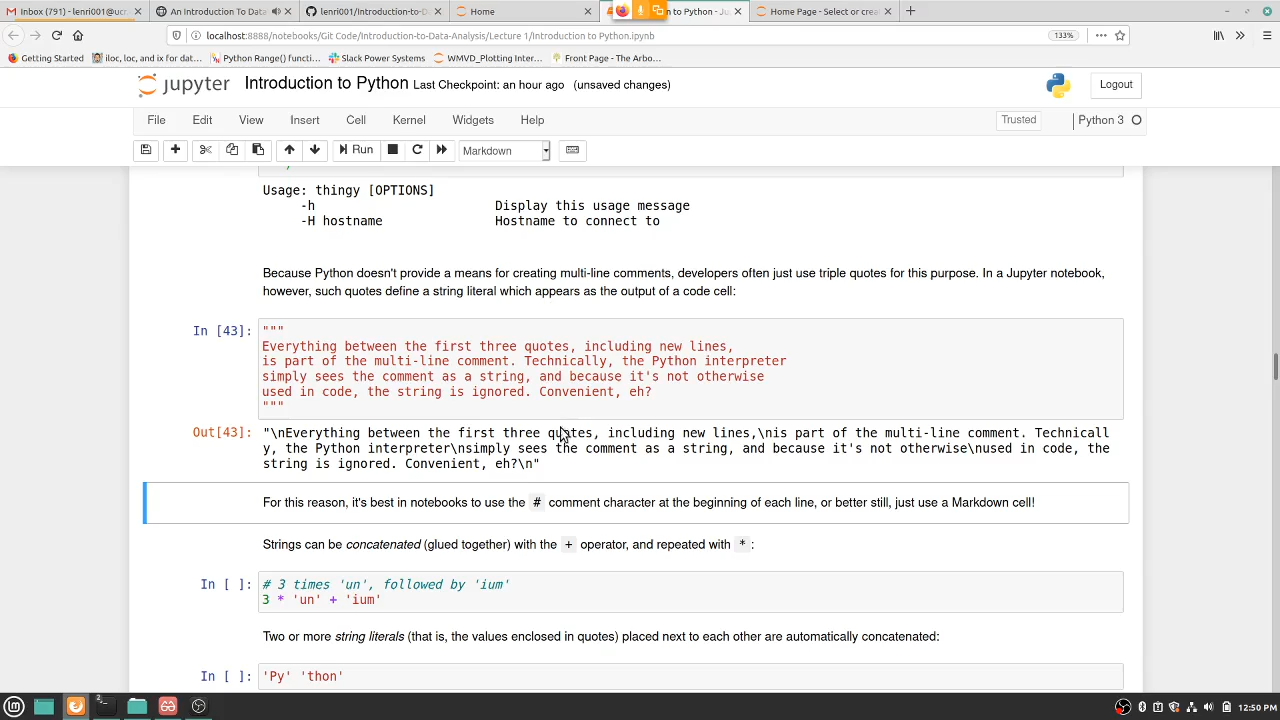 Inbox (791) - lenri001@ucr
An Introduction To Data
lenri001/Introduction-to-D
Home
n to Python - Ju
Home Page - Select or crea
localhost:8888/notebooks/Git Code/Introduction-to-Data-Analysis/Lecture 1/Introduction to Python.ipynb
133%
Getting Started
iloc, loc, and ix for dat...
Python Range() functi...
Slack Power Systems
WMVD_Plotting Inter...
Front Page - The Arbo...
jupyter Introduction to Python Last Checkpoint: an hour ago (unsaved changes)
Logout
File Edit View Insert Cell Kernel Widgets Help
Trusted
Python 3
Run
Markdown
Usage: thingy [OPTIONS]
-h Display this usage message
-H hostname Hostname to connect to
Because Python doesn't provide a means for creating multi-line comments, developers often just use triple quotes for this purpose. In a Jupyter notebook,
however, such quotes define a string literal which appears as the output of a code cell:
In [43]: """
Everything between the first three quotes, including new lines,
is part of the multi-line comment. Technically, the Python interpreter
simply sees the comment as a string, and because it's not otherwise
used in code, the string is ignored. Convenient, eh?
"""
Out[43]: "\nEverything between the first three quotes, including new lines,\nis part of the multi-line comment. Technicall
y, the Python interpreter\nsimply sees the comment as a string, and because it's not otherwise\nused in code, the
string is ignored. Convenient, eh?\n"
For this reason, it's best in notebooks to use the # comment character at the beginning of each line, or better still, just use a Markdown cell!
Strings can be concatenated (glued together) with the + operator, and repeated with * :
In [ ]: # 3 times 'un', followed by 'ium'
3 * 'un' + 'ium'
Two or more string literals (that is, the values enclosed in quotes) placed next to each other are automatically concatenated:
In [ ]: 'Py' 'thon'
12:50 PM